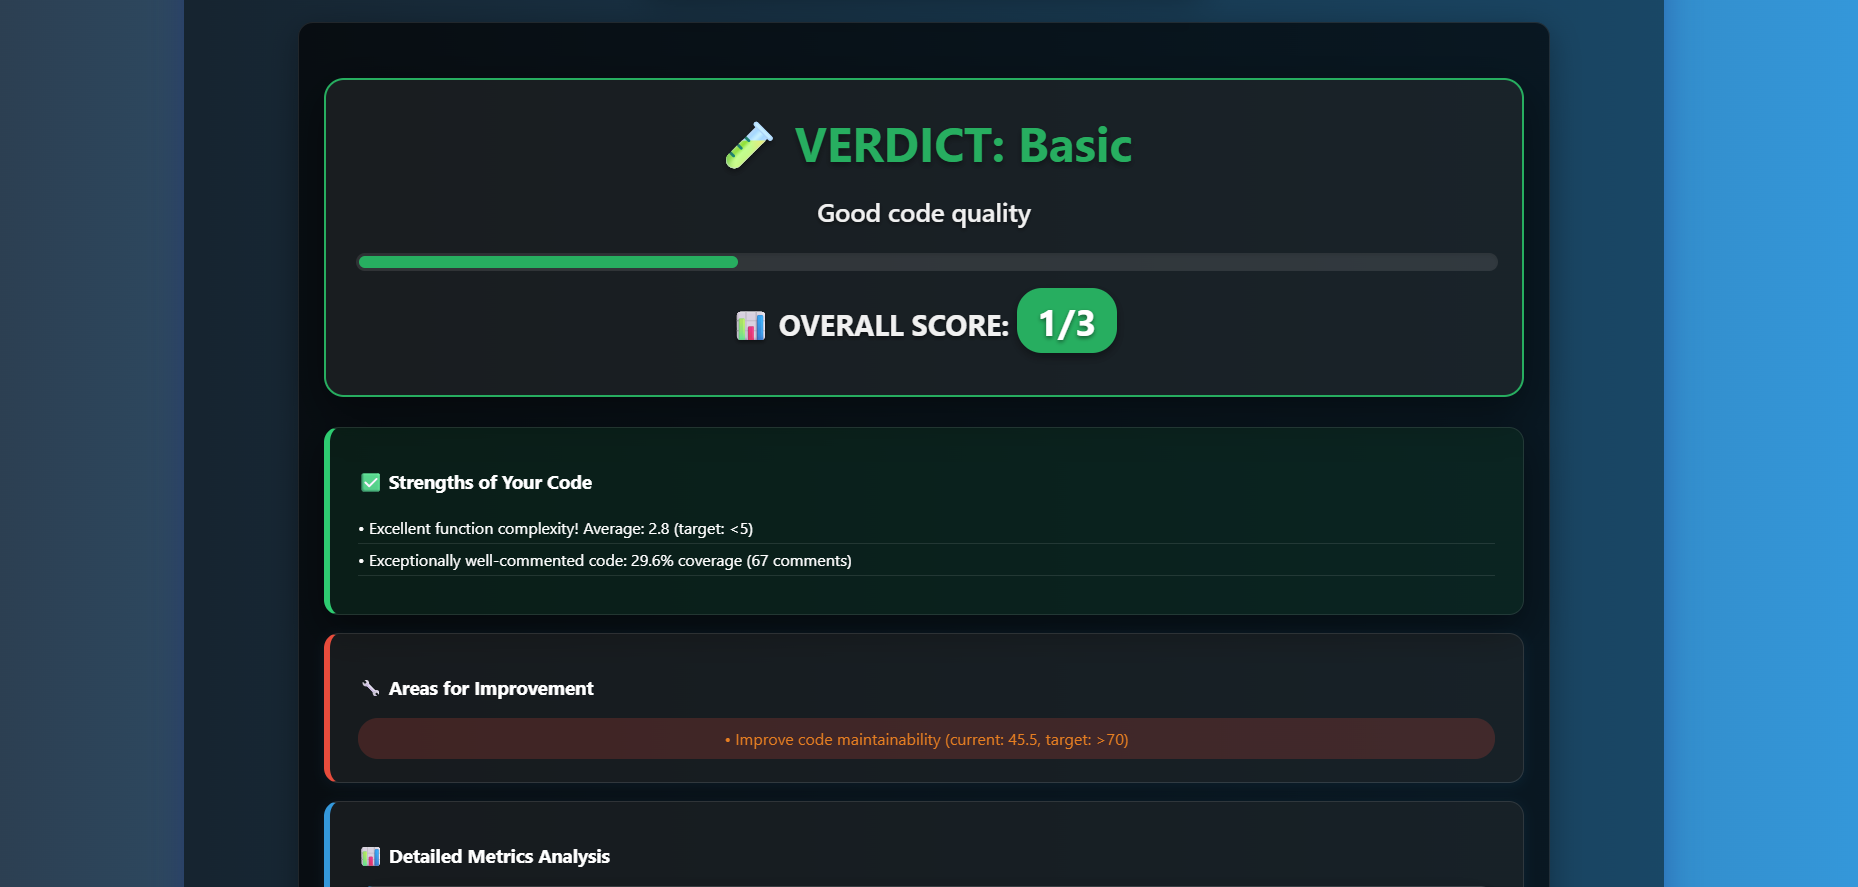 VERDICT: Basic
Good code quality
OVERALL SCORE: 1/3
Strengths of Your Code
• Excellent function complexity! Average: 2.8 (target: <5)
• Exceptionally well-commented code: 29.6% coverage (67 comments)
Areas for Improvement
• Improve code maintainability (current: 45.5, target: >70)
Detailed Metrics Analysis